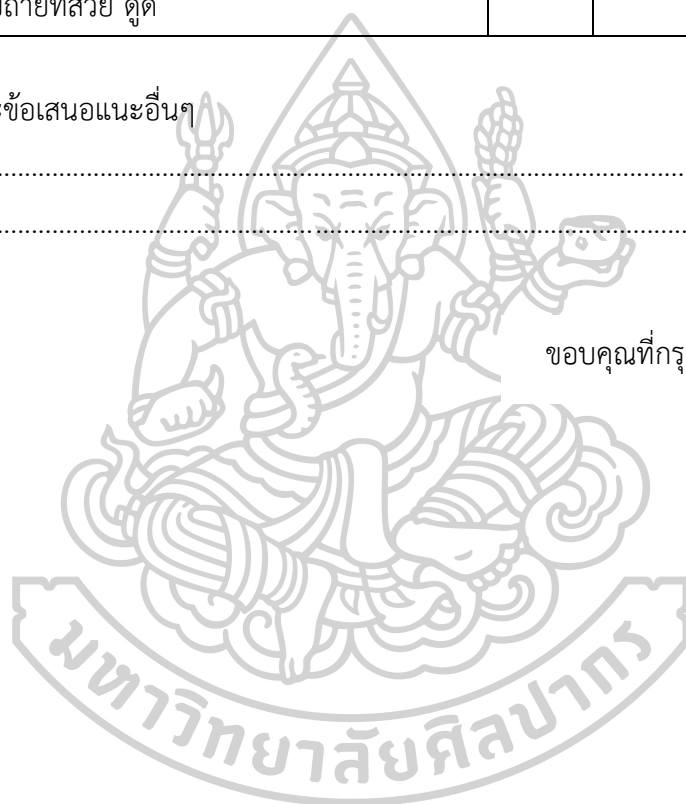 ถ่ายที่สวย ดูดี
ข้อเสนอแนะอื่นๆ
ขอบคุณที่กรุ
มหาวิทยาลัยศิลปากร